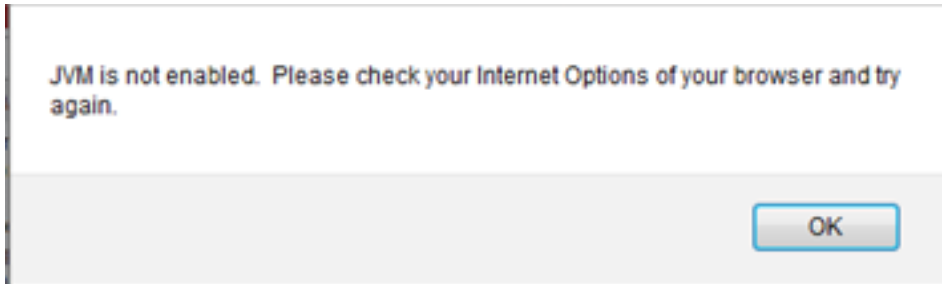 JVM is not enabled.  Please check your Internet Options of your browser and try
again.
OK